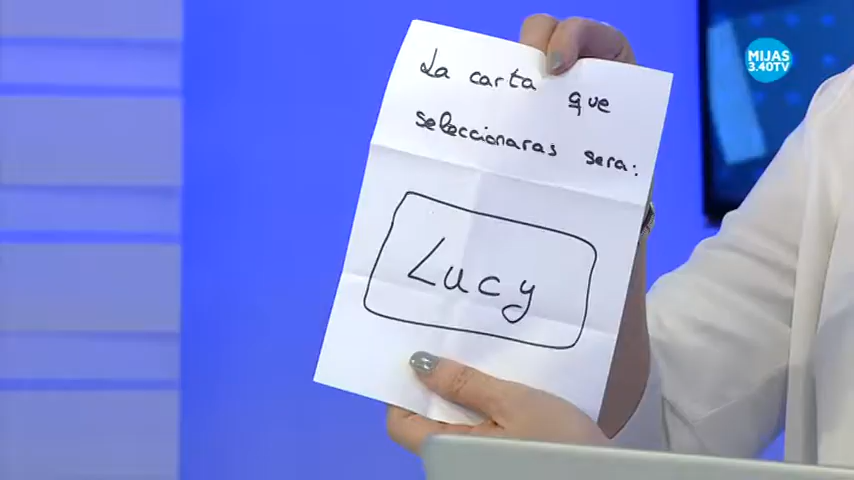 MIJAS
3.40TV
La carta que
seleccionaras sera:
Lucy